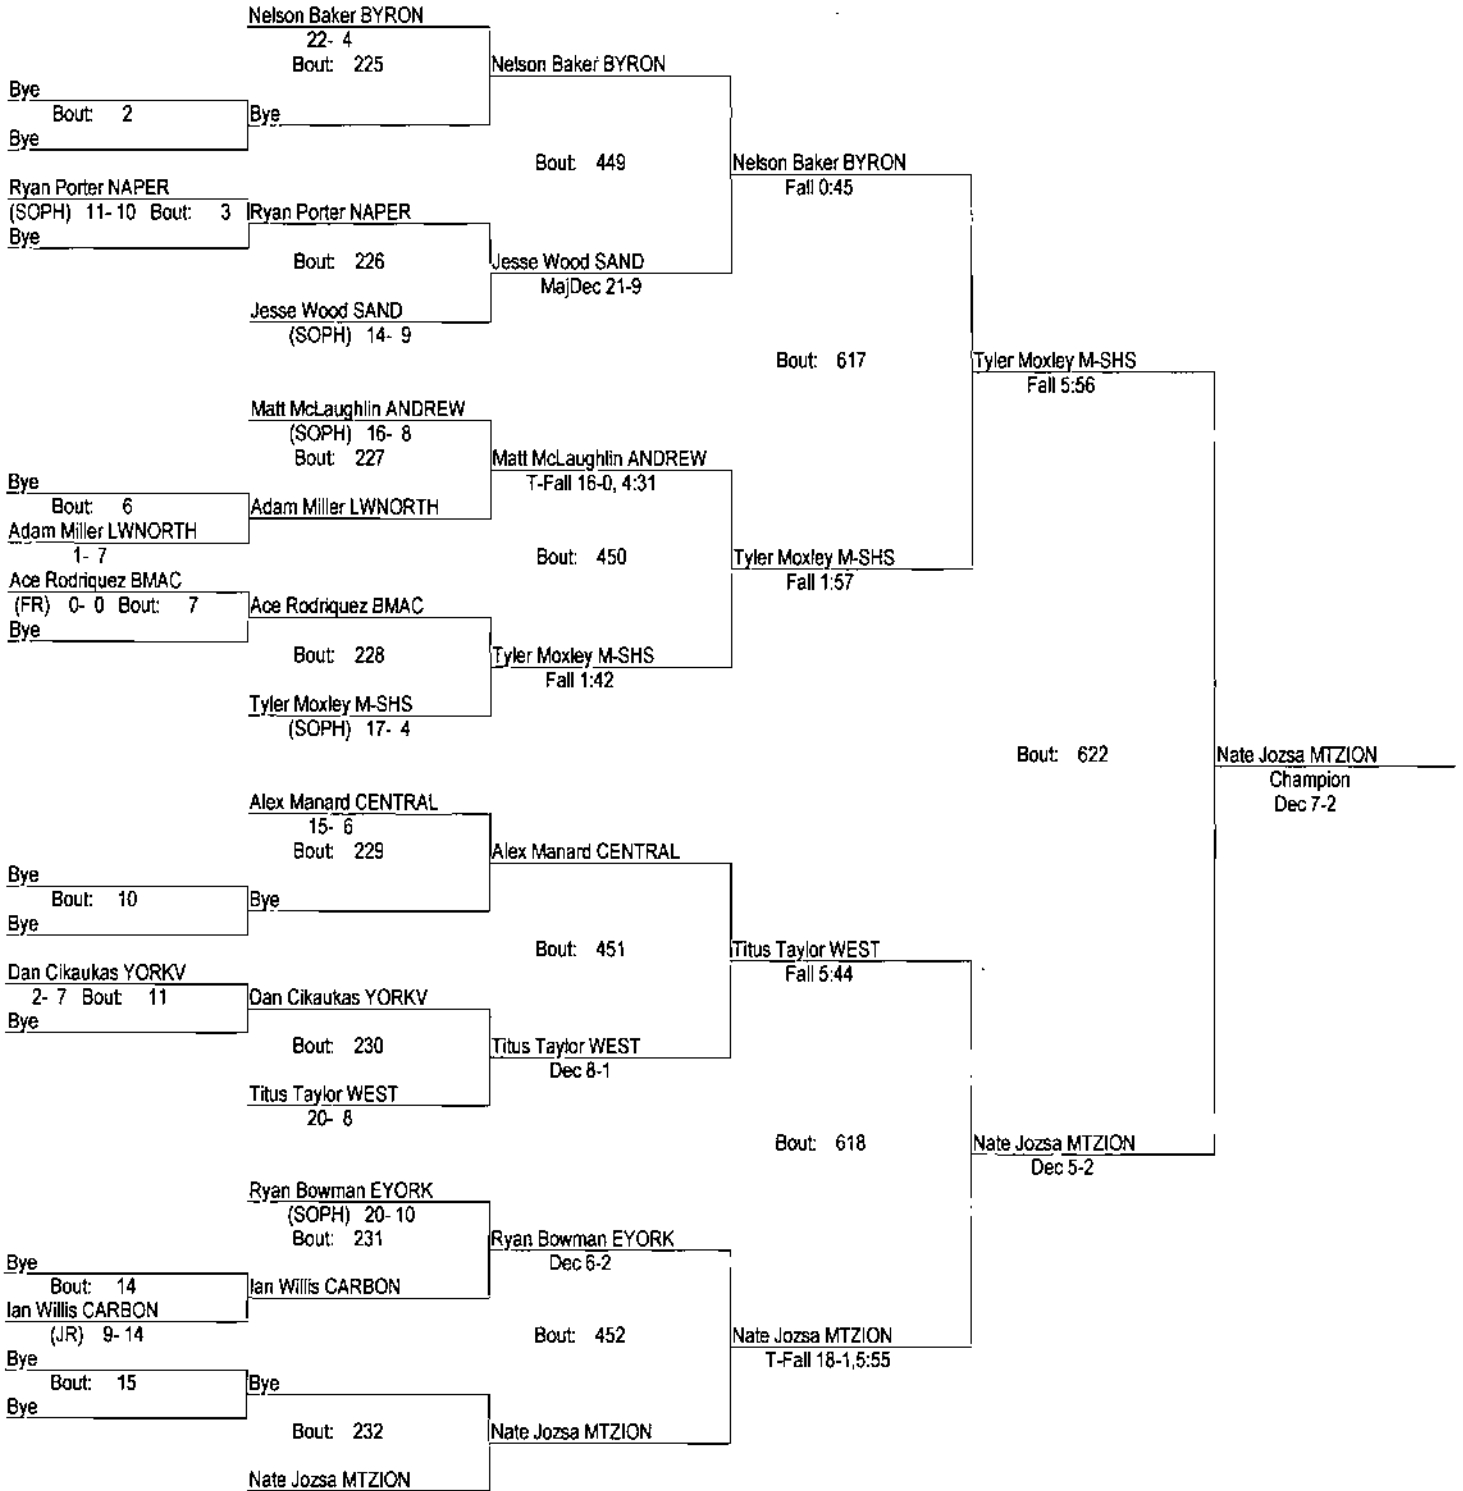 Nelson Baker BYRON
22- 4
Bout: 225
Nelson Baker BYRON
Bye
Bout: 2
Bye
Bye
Bout: 449
Nelson Baker BYRON
Fall 0:45
Ryan Porter NAPER
(SOPH) 11- 10 Bout: 3
Ryan Porter NAPER
Bye
Bout: 226
Jesse Wood SAND
MajDec 21-9
Jesse Wood SAND
(SOPH) 14- 9
Bout: 617
Tyler Moxley M-SHS
Fall 5:56
Matt McLaughlin ANDREW
(SOPH) 16- 8
Bout: 227
Matt McLaughlin ANDREW
T-Fall 16-0, 4:31
Bye
Bout: 6
Adam Miller LWNORTH
Adam Miller LWNORTH
1- 7
Bout: 450
Tyler Moxley M-SHS
Fall 1:57
Ace Rodriquez BMAC
(FR) 0- 0 Bout: 7
Ace Rodriquez BMAC
Bye
Bout: 228
Tyler Moxley M-SHS
Fall 1:42
Tyler Moxley M-SHS
(SOPH) 17- 4
Bout: 622
Nate Jozsa MTZION
Champion
Dec 7-2
Alex Manard CENTRAL
15- 6
Bout: 229
Alex Manard CENTRAL
Bye
Bout: 10
Bye
Bye
Bout: 451
Titus Taylor WEST
Fall 5:44
Dan Cikaukas YORKV
2- 7 Bout: 11
Dan Cikaukas YORKV
Bye
Bout: 230
Titus Taylor WEST
Dec 8-1
Titus Taylor WEST
20- 8
Bout: 618
Nate Jozsa MTZION
Dec 5-2
Ryan Bowman EYORK
(SOPH) 20- 10
Bout: 231
Ryan Bowman EYORK
Dec 6-2
Bye
Bout: 14
Ian Willis CARBON
Ian Willis CARBON
(JR) 9- 14
Bout: 452
Nate Jozsa MTZION
T-Fall 18-1,5:55
Bye
Bout: 15
Bye
Bye
Bout: 232
Nate Jozsa MTZION
Nate Jozsa MTZION